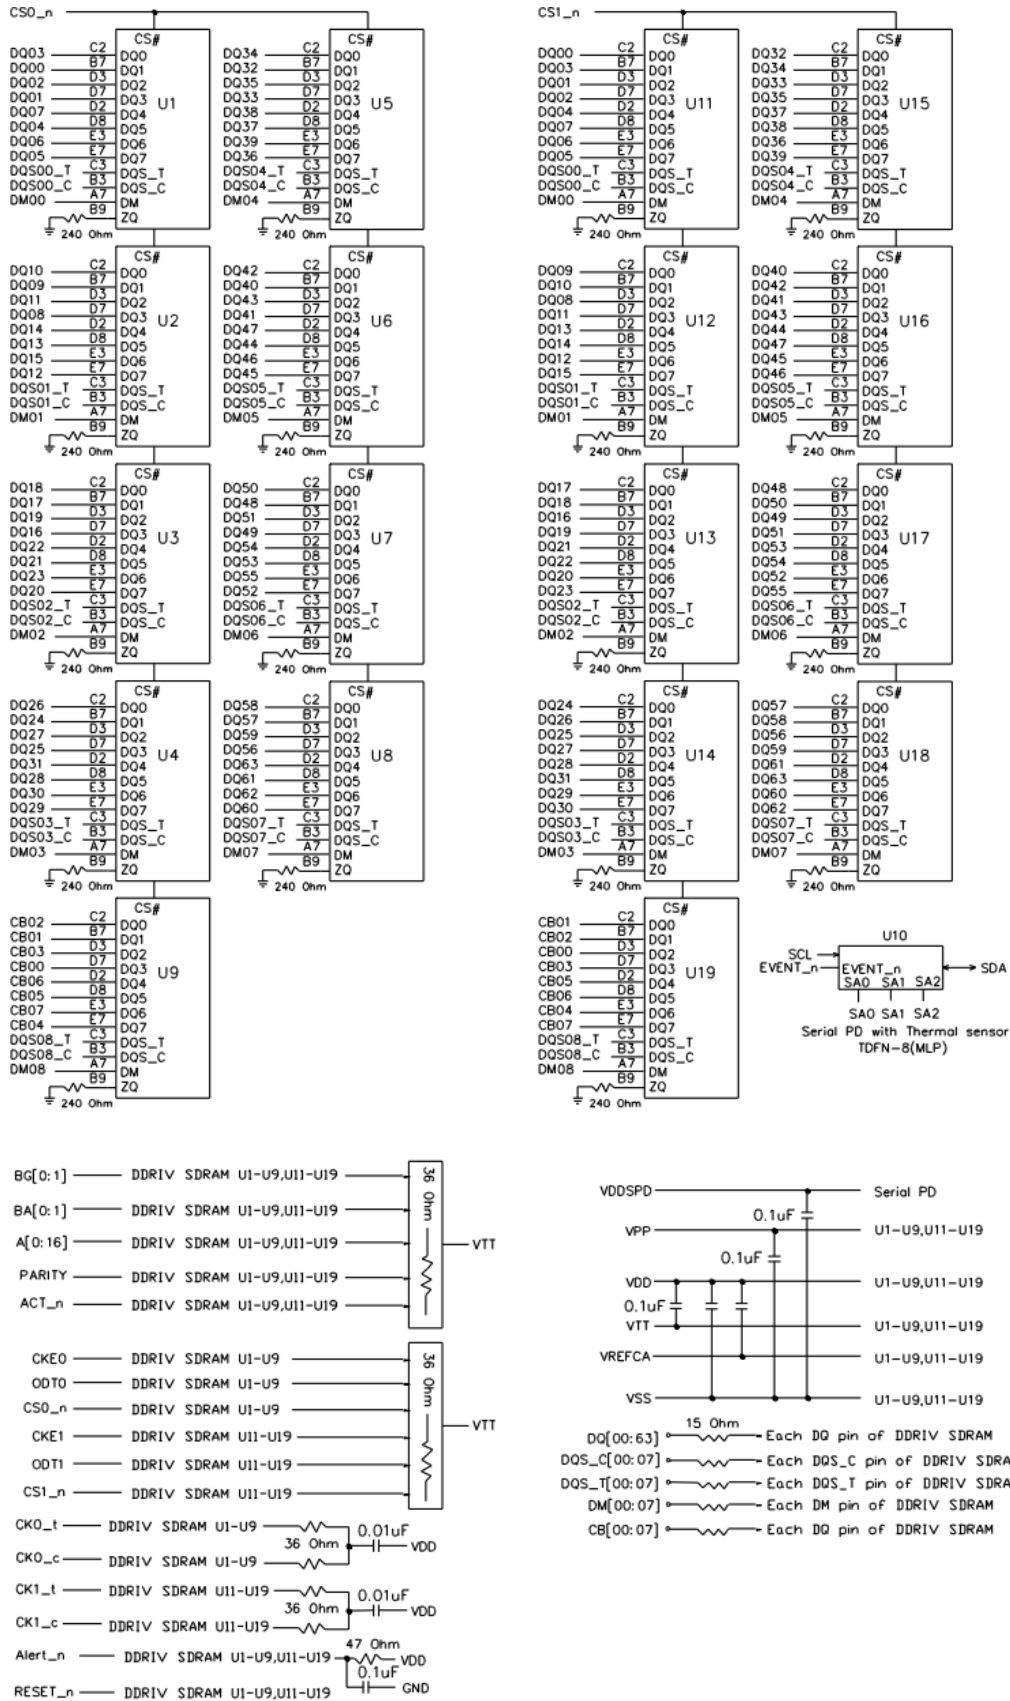 CS0_n
CS#
DQ03 C2 DQ0
DQ00 B7 DQ1
DQ02 D3 DQ2
DQ01 D7 DQ3 U1
DQ07 D2 DQ4
DQ04 D8 DQ5
DQ06 E3 DQ6
DQ05 E7 DQ7
DQS00_T C3 DQS_T
DQS00_C B3 DQS_C
DM00 A7 DM
B9 ZQ
240 Ohm
CS#
DQ10 C2 DQ0
DQ09 B7 DQ1
DQ11 D3 DQ2
DQ08 D7 DQ3 U2
DQ14 D2 DQ4
DQ13 D8 DQ5
DQ15 E3 DQ6
DQ12 E7 DQ7
DQS01_T C3 DQS_T
DQS01_C B3 DQS_C
DM01 A7 DM
B9 ZQ
240 Ohm
CS#
DQ18 C2 DQ0
DQ17 B7 DQ1
DQ19 D3 DQ2
DQ16 D7 DQ3 U3
DQ22 D2 DQ4
DQ21 D8 DQ5
DQ23 E3 DQ6
DQ20 E7 DQ7
DQS02_T C3 DQS_T
DQS02_C B3 DQS_C
DM02 A7 DM
B9 ZQ
240 Ohm
CS#
DQ26 C2 DQ0
DQ24 B7 DQ1
DQ27 D3 DQ2
DQ25 D7 DQ3 U4
DQ31 D2 DQ4
DQ28 D8 DQ5
DQ30 E3 DQ6
DQ29 E7 DQ7
DQS03_T C3 DQS_T
DQS03_C B3 DQS_C
DM03 A7 DM
B9 ZQ
240 Ohm
CS#
CB02 C2 DQ0
CB01 B7 DQ1
CB03 D3 DQ2
CB00 D7 DQ3 U9
CB06 D2 DQ4
CB05 D8 DQ5
CB07 E3 DQ6
CB04 E7 DQ7
DQS08_T C3 DQS_T
DQS08_C B3 DQS_C
DM08 A7 DM
B9 ZQ
240 Ohm
CS#
DQ34 C2 DQ0
DQ32 B7 DQ1
DQ35 D3 DQ2
DQ33 D7 DQ3 U5
DQ38 D2 DQ4
DQ37 D8 DQ5
DQ39 E3 DQ6
DQ36 E7 DQ7
DQS04_T C3 DQS_T
DQS04_C B3 DQS_C
DM04 A7 DM
B9 ZQ
240 Ohm
CS#
DQ42 C2 DQ0
DQ40 B7 DQ1
DQ43 D3 DQ2
DQ41 D7 DQ3 U6
DQ47 D2 DQ4
DQ44 D8 DQ5
DQ46 E3 DQ6
DQ45 E7 DQ7
DQS05_T C3 DQS_T
DQS05_C B3 DQS_C
DM05 A7 DM
B9 ZQ
240 Ohm
CS#
DQ50 C2 DQ0
DQ48 B7 DQ1
DQ51 D3 DQ2
DQ49 D7 DQ3 U7
DQ54 D2 DQ4
DQ53 D8 DQ5
DQ55 E3 DQ6
DQ52 E7 DQ7
DQS06_T C3 DQS_T
DQS06_C B3 DQS_C
DM06 A7 DM
B9 ZQ
240 Ohm
CS#
DQ58 C2 DQ0
DQ57 B7 DQ1
DQ59 D3 DQ2
DQ56 D7 DQ3 U8
DQ63 D2 DQ4
DQ61 D8 DQ5
DQ62 E3 DQ6
DQ60 E7 DQ7
DQS07_T C3 DQS_T
DQS07_C B3 DQS_C
DM07 A7 DM
B9 ZQ
240 Ohm
CS1_n
CS#
DQ00 C2 DQ0
DQ03 B7 DQ1
DQ01 D3 DQ2
DQ02 D7 DQ3 U11
DQ04 D2 DQ4
DQ07 D8 DQ5
DQ06 E3 DQ6
DQ05 E7 DQ7
DQS00_T C3 DQS_T
DQS00_C B3 DQS_C
DM00 A7 DM
B9 ZQ
240 Ohm
CS#
DQ09 C2 DQ0
DQ10 B7 DQ1
DQ08 D3 DQ2
DQ11 D7 DQ3 U12
DQ13 D2 DQ4
DQ14 D8 DQ5
DQ12 E3 DQ6
DQ15 E7 DQ7
DQS01_T C3 DQS_T
DQS01_C B3 DQS_C
DM01 A7 DM
B9 ZQ
240 Ohm
CS#
DQ17 C2 DQ0
DQ18 B7 DQ1
DQ16 D3 DQ2
DQ19 D7 DQ3 U13
DQ21 D2 DQ4
DQ22 D8 DQ5
DQ20 E3 DQ6
DQ23 E7 DQ7
DQS02_T C3 DQS_T
DQS02_C B3 DQS_C
DM02 A7 DM
B9 ZQ
240 Ohm
CS#
DQ24 C2 DQ0
DQ26 B7 DQ1
DQ25 D3 DQ2
DQ27 D7 DQ3 U14
DQ28 D2 DQ4
DQ31 D8 DQ5
DQ29 E3 DQ6
DQ30 E7 DQ7
DQS03_T C3 DQS_T
DQS03_C B3 DQS_C
DM03 A7 DM
B9 ZQ
240 Ohm
CS#
CB01 C2 DQ0
CB02 B7 DQ1
CB00 D3 DQ2
CB03 D7 DQ3 U19
CB05 D2 DQ4
CB06 D8 DQ5
CB04 E3 DQ6
CB07 E7 DQ7
DQS08_T C3 DQS_T
DQS08_C B3 DQS_C
DM08 A7 DM
B9 ZQ
240 Ohm
CS#
DQ32 C2 DQ0
DQ34 B7 DQ1
DQ33 D3 DQ2
DQ35 D7 DQ3 U15
DQ37 D2 DQ4
DQ38 D8 DQ5
DQ36 E3 DQ6
DQ39 E7 DQ7
DQS04_T C3 DQS_T
DQS04_C B3 DQS_C
DM04 A7 DM
B9 ZQ
240 Ohm
CS#
DQ40 C2 DQ0
DQ42 B7 DQ1
DQ41 D3 DQ2
DQ43 D7 DQ3 U16
DQ44 D2 DQ4
DQ47 D8 DQ5
DQ45 E3 DQ6
DQ46 E7 DQ7
DQS05_T C3 DQS_T
DQS05_C B3 DQS_C
DM05 A7 DM
B9 ZQ
240 Ohm
CS#
DQ48 C2 DQ0
DQ50 B7 DQ1
DQ49 D3 DQ2
DQ51 D7 DQ3 U17
DQ53 D2 DQ4
DQ54 D8 DQ5
DQ52 E3 DQ6
DQ55 E7 DQ7
DQS06_T C3 DQS_T
DQS06_C B3 DQS_C
DM06 A7 DM
B9 ZQ
240 Ohm
CS#
DQ57 C2 DQ0
DQ58 B7 DQ1
DQ56 D3 DQ2
DQ59 D7 DQ3 U18
DQ61 D2 DQ4
DQ63 D8 DQ5
DQ60 E3 DQ6
DQ62 E7 DQ7
DQS07_T C3 DQS_T
DQS07_C B3 DQS_C
DM07 A7 DM
B9 ZQ
240 Ohm
U10
SCL
EVENT_n EVENT_n SDA
SA0 SA1 SA2
SA0 SA1 SA2
Serial PD with Thermal sensor
TDFN-8(MLP)
BG[0:1] DDRIV SDRAM U1-U9,U11-U19
BA[0:1] DDRIV SDRAM U1-U9,U11-U19
A[0:16] DDRIV SDRAM U1-U9,U11-U19
PARITY DDRIV SDRAM U1-U9,U11-U19
ACT_n DDRIV SDRAM U1-U9,U11-U19
36 Ohm
VTT
CKE0 DDRIV SDRAM U1-U9
ODT0 DDRIV SDRAM U1-U9
CS0_n DDRIV SDRAM U1-U9
CKE1 DDRIV SDRAM U11-U19
ODT1 DDRIV SDRAM U11-U19
CS1_n DDRIV SDRAM U11-U19
36 Ohm
VTT
CK0_t DDRIV SDRAM U1-U9
36 Ohm 0.01uF VDD
CK0_c DDRIV SDRAM U1-U9
CK1_t DDRIV SDRAM U11-U19
36 Ohm 0.01uF VDD
CK1_c DDRIV SDRAM U11-U19
47 Ohm
Alert_n DDRIV SDRAM U1-U9,U11-U19 VDD
0.1uF GND
RESET_n DDRIV SDRAM U1-U9,U11-U19
VDDSPD Serial PD
0.1uF
VPP U1-U9,U11-U19
0.1uF
VDD U1-U9,U11-U19
0.1uF
VTT U1-U9,U11-U19
VREFCA U1-U9,U11-U19
VSS U1-U9,U11-U19
15 Ohm
DQ[00:63] Each DQ pin of DDRIV SDRAM
DQS_C[00:07] Each DQS_C pin of DDRIV SDRA
DQS_T[00:07] Each DQS_T pin of DDRIV SDRA
DM[00:07] Each DM pin of DDRIV SDRAM
CB[00:07] Each DQ pin of DDRIV SDRAM